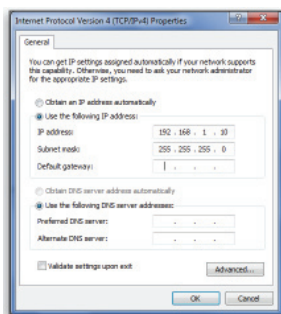 Internet Protocol Version 4 (TCP/IPv4) Properties
General
You can get IP settings assigned automatically if your network supports
this capability. Otherwise, you need to ask your network administrator
for the appropriate IP settings.
Obtain an IP address automatically
Use the following IP address:
IP address: 192 . 168 . 1 . 10
Subnet mask: 255 . 255 . 255 . 0
Default gateway: . . .
Obtain DNS server address automatically
Use the following DNS server addresses:
Preferred DNS server: . . .
Alternate DNS server: . . .
Validate settings upon exit
Advanced...
OK Cancel